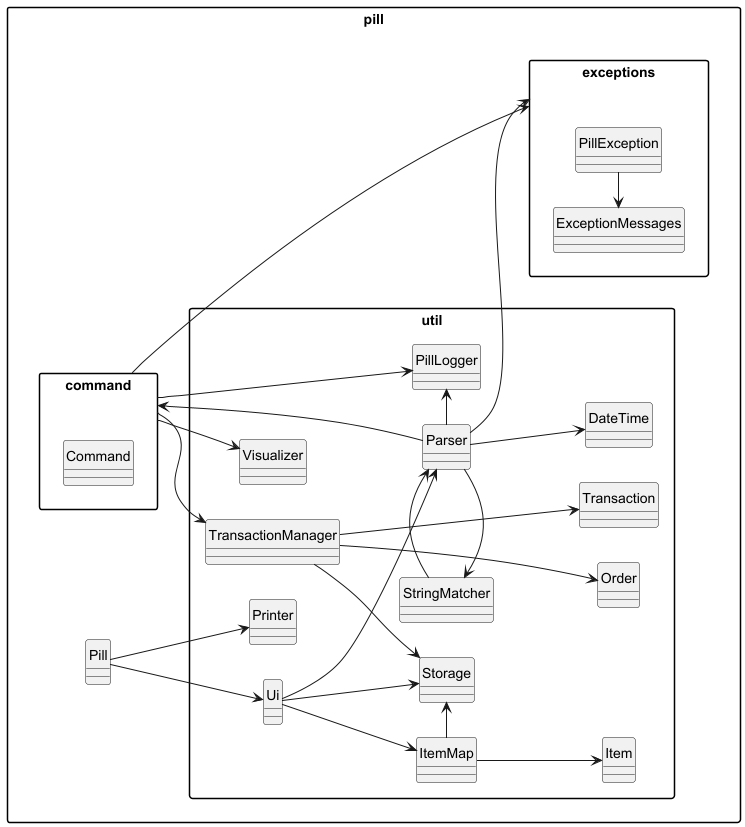 pill
exceptions
PillException
ExceptionMessages
util
PillLogger
command
Command
Parser
DateTime
Visualizer
Transaction
TransactionManager
StringMatcher
Order
Printer
Pill
Ui
Storage
ItemMap
Item